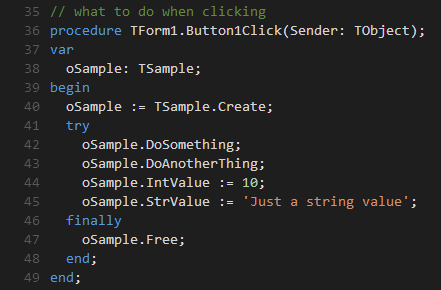 35 // what to do when clicking
36 procedure TForm1.Button1Click(Sender: TObject);
37 var
38   oSample: TSample;
39 begin
40   oSample := TSample.Create;
41   try
42     oSample.DoSomething;
43     oSample.DoAnotherThing;
44     oSample.IntValue := 10;
45     oSample.StrValue := 'Just a string value';
46   finally
47     oSample.Free;
48   end;
49 end;